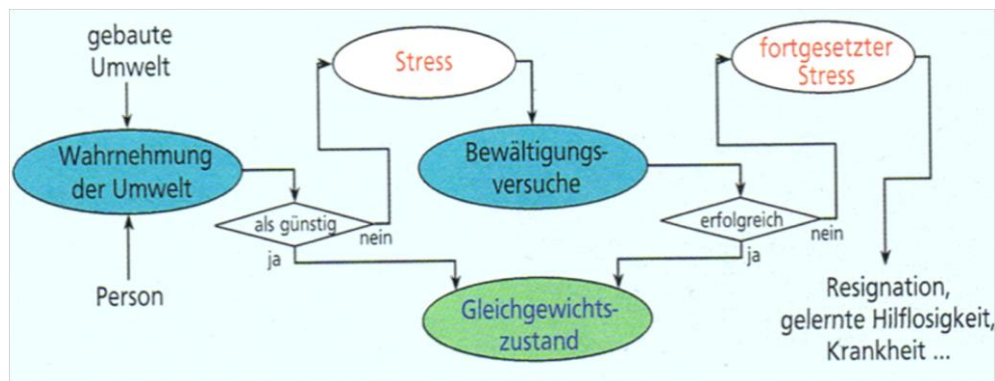 gebaute
Umwelt
Wahrnehmung
der Umwelt
Person
als günstig
nein
ja
Stress
Bewältigungs-
versuche
Gleichgewichts-
zustand
erfolgreich
nein
ja
fortgesetzter
Stress
Resignation,
gelernte Hilflosigkeit,
Krankheit ...